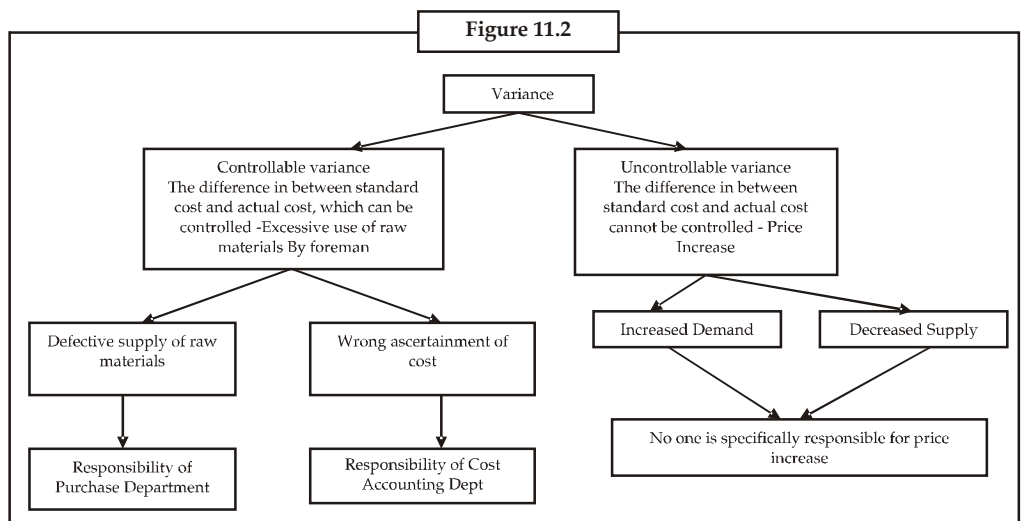 Figure 11.2
Variance
Controllable variance
The difference in between standard
cost and actual cost, which can be
controlled -Excessive use of raw
materials By foreman
Uncontrollable variance
The difference in between
standard cost and actual cost
cannot be controlled - Price
Increase
Defective supply of raw
materials
Wrong ascertainment of
cost
Increased Demand
Decreased Supply
Responsibility of
Purchase Department
Responsibility of Cost
Accounting Dept
No one is specifically responsible for price
increase